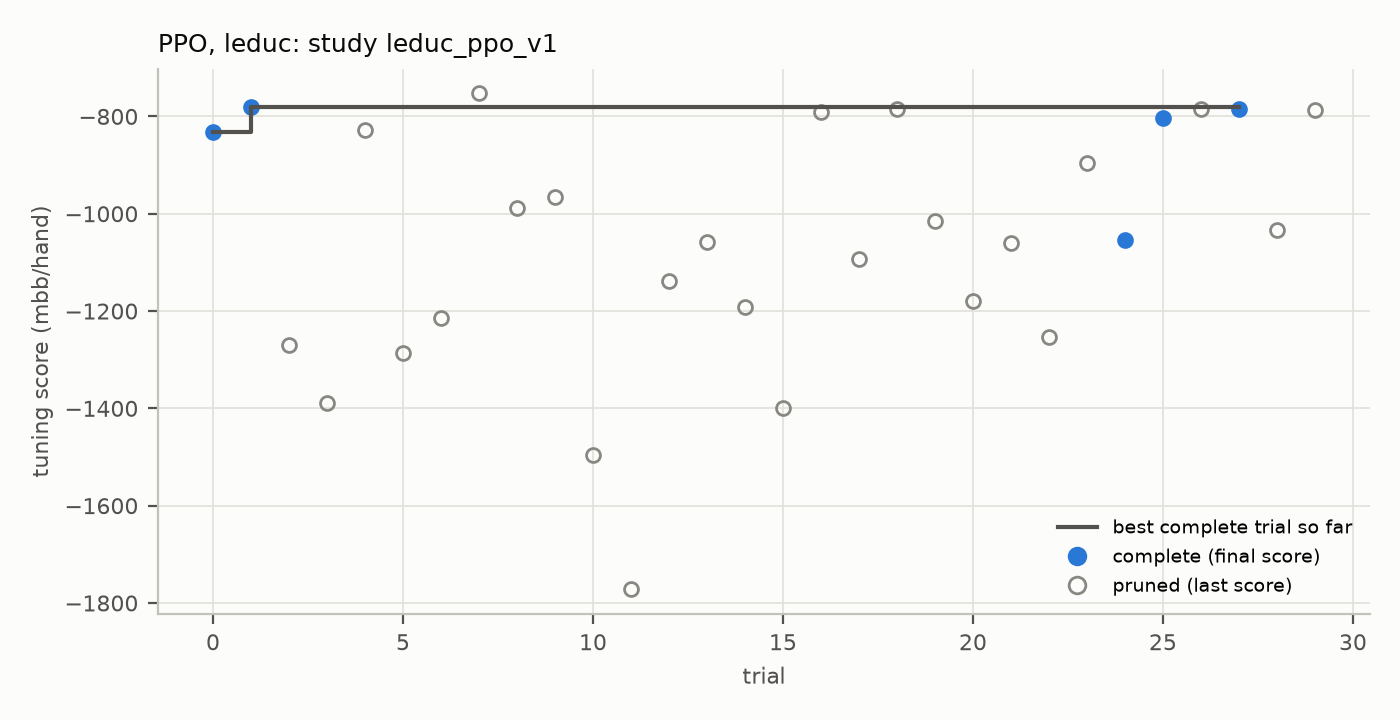 PPO, leduc: study leduc_ppo_v1
tuning score (mbb/hand)
−800
−1000
−1200
−1400
−1600
−1800
best complete trial so far
complete (final score)
pruned (last score)
0 5 10 15 20 25 30
trial